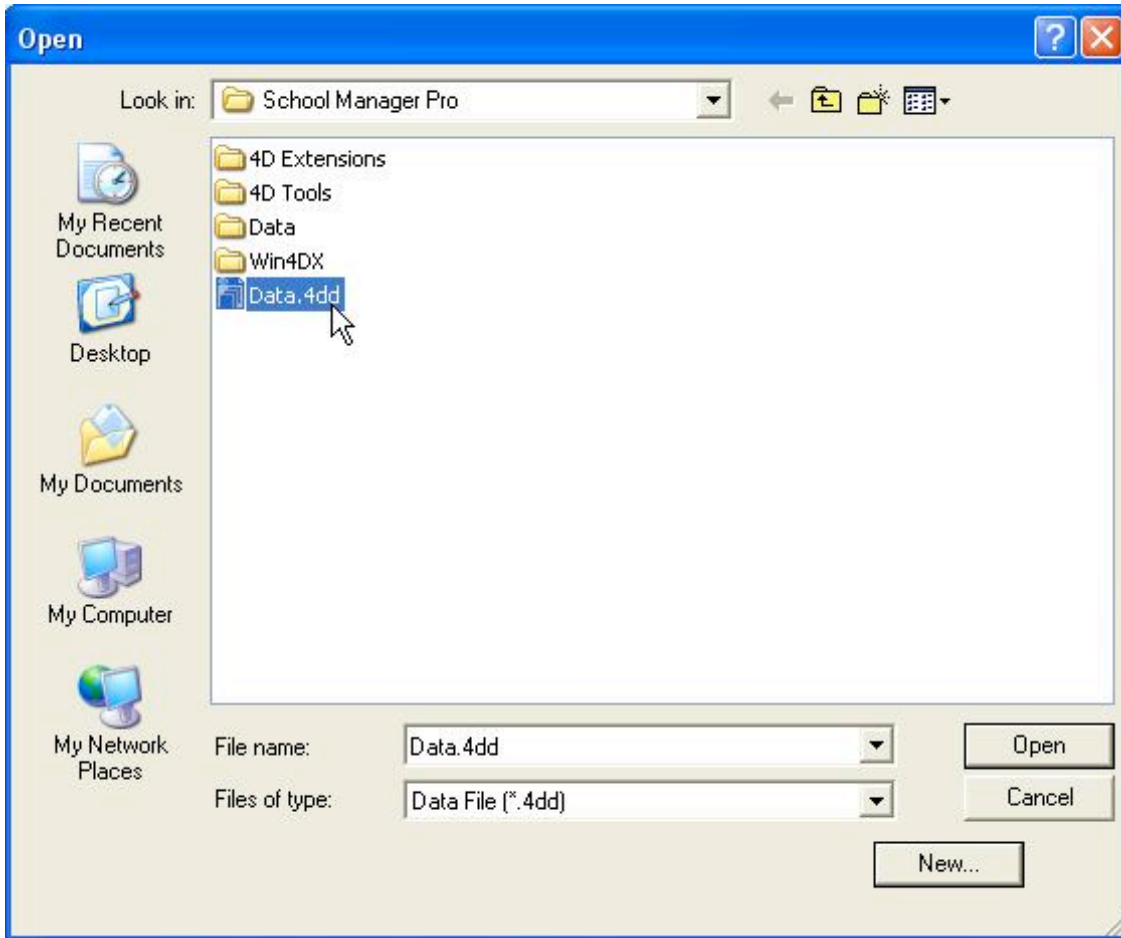 Open
Look in:
School Manager Pro
4D Extensions
4D Tools
Data
Win4DX
Data.4dd
My Recent
Documents
Desktop
My Documents
My Computer
My Network
Places
File name:
Data.4dd
Open
Files of type:
Data File (*.4dd)
Cancel
New...